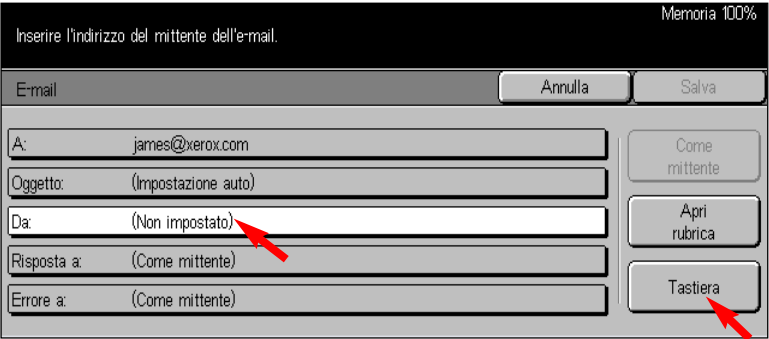 Memoria 100%
Inserire l'indirizzo del mittente dell'e-mail.
E-mail
Annulla
Salva
A: james@xerox.com
Oggetto: (Impostazione auto)
Da: (Non impostato)
Risposta a: (Come mittente)
Errore a: (Come mittente)
Come
mittente
Apri
rubrica
Tastiera